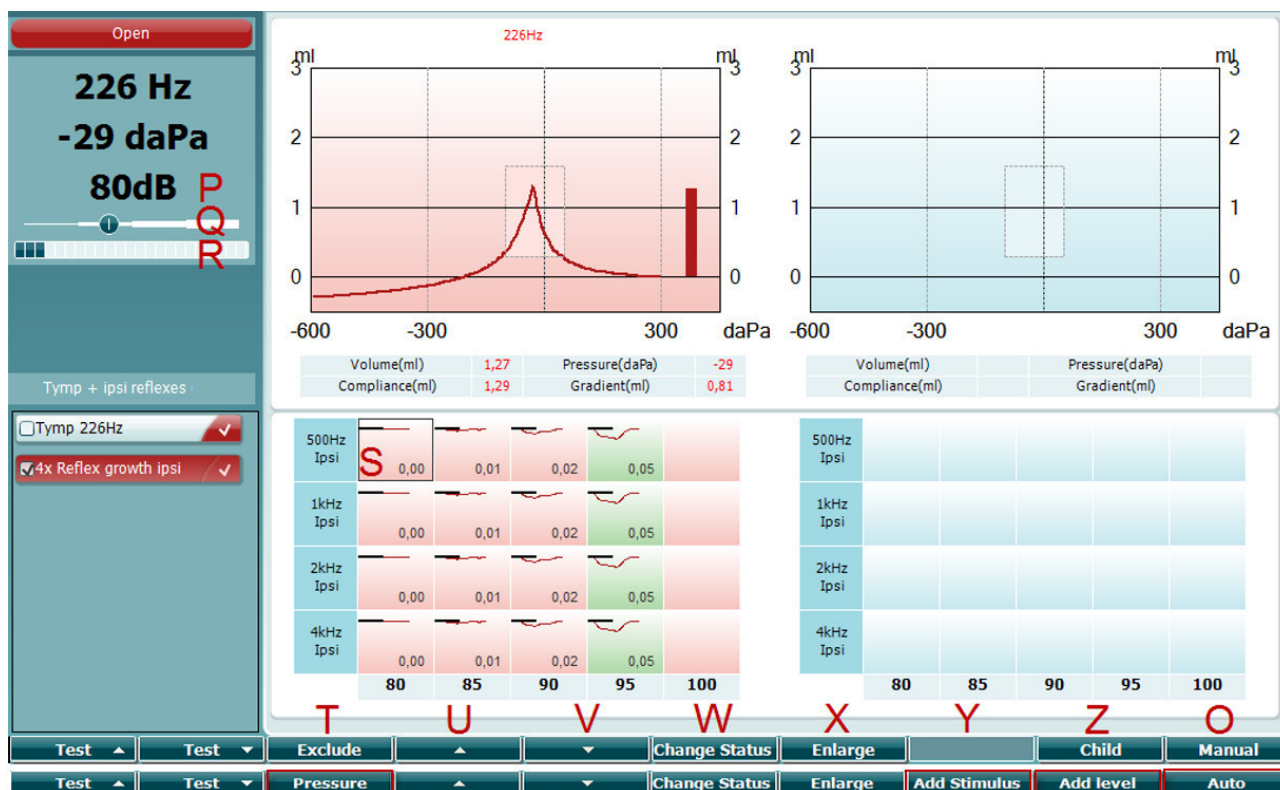 Open
226 Hz
-29 daPa
80dB P
Q
R
Tymp + ipsi reflexes
Tymp 226Hz
4x Reflex growth ipsi
226Hz
ml ml
3 3
2 2
1 1
0 0
-600 -300 300 daPa
Volume(ml) 1,27 Pressure(daPa) -29
Compliance(ml) 1,29 Gradient(ml) 0,81
ml ml
3 3
2 2
1 1
0 0
-600 -300 300 daPa
Volume(ml) Pressure(daPa)
Compliance(ml) Gradient(ml)
500Hz
Ipsi
S 0,00 0,01 0,02 0,05
1kHz
Ipsi
0,00 0,01 0,02 0,05
2kHz
Ipsi
0,00 0,01 0,02 0,05
4kHz
Ipsi
0,00 0,01 0,02 0,05
80 85 90 95 100
500Hz
Ipsi
1kHz
Ipsi
2kHz
Ipsi
4kHz
Ipsi
80 85 90 95 100
T U V W X Y Z O
Test Test Exclude Change Status Enlarge Child Manual
Test Test Pressure Change Status Enlarge Add Stimulus Add level Auto